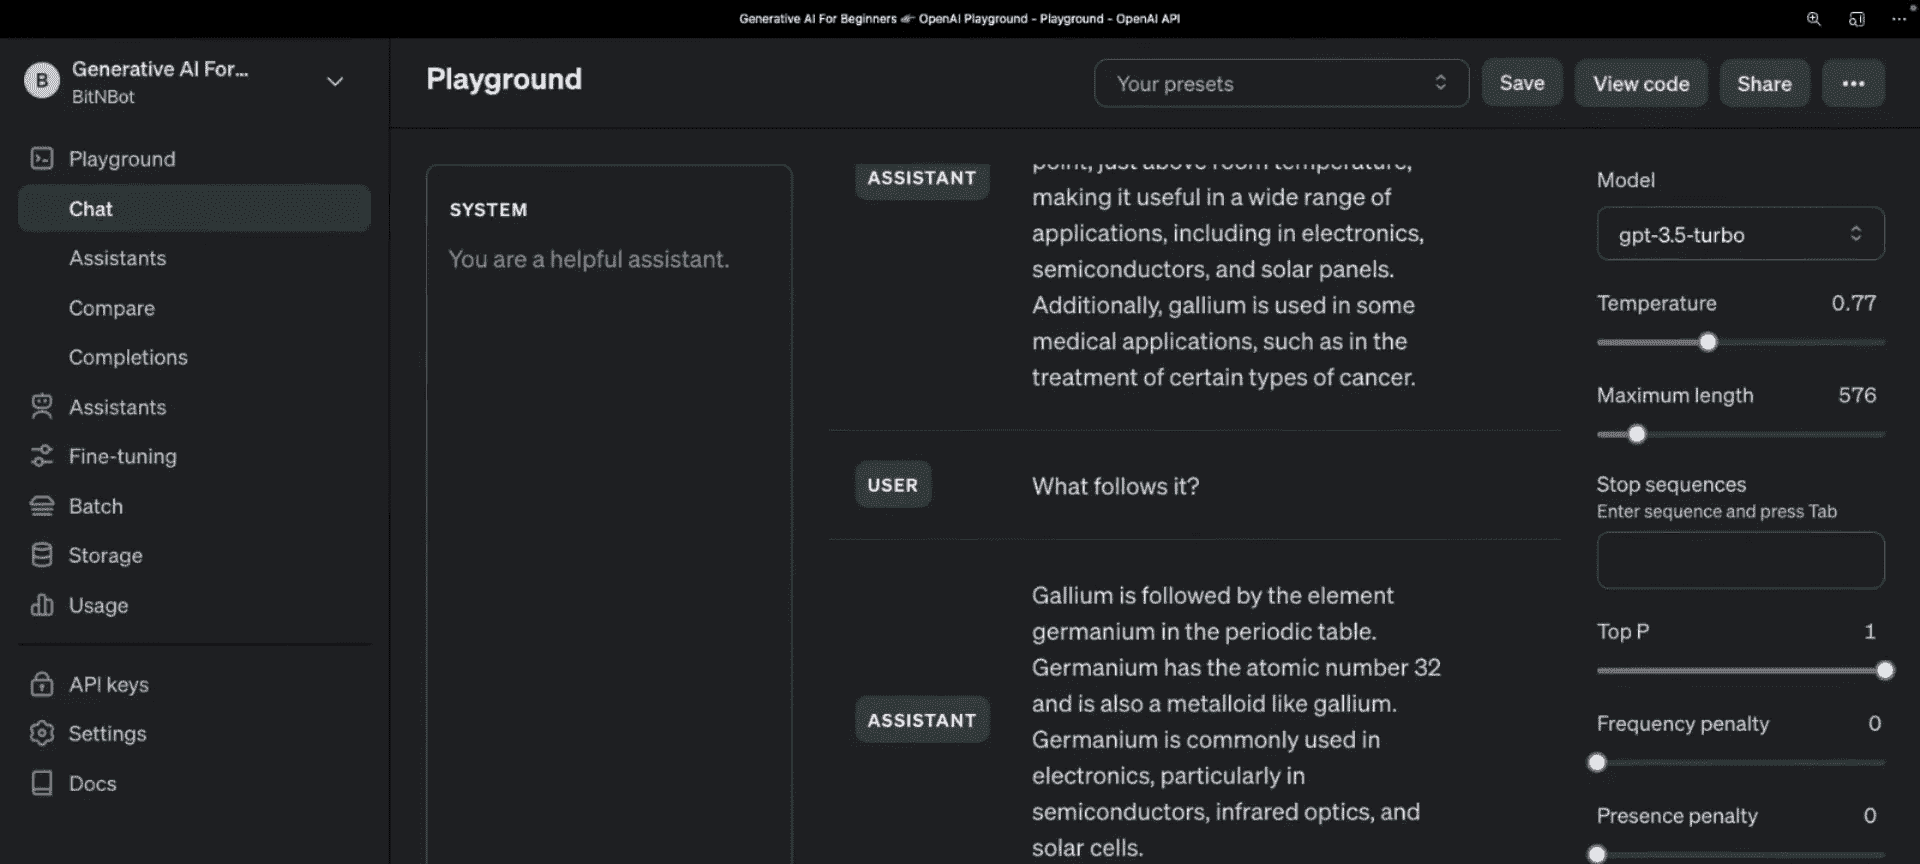 Generative AI For Beginners ☞ OpenAI Playground - Playground - OpenAI API
B
Generative AI For...
BitNBot
Playground
Chat
Assistants
Compare
Completions
Assistants
Fine-tuning
Batch
Storage
Usage
API keys
Settings
Docs
Playground
Your presets
Save
View code
Share
SYSTEM
You are a helpful assistant.
ASSISTANT
point, just above room temperature,
making it useful in a wide range of
applications, including in electronics,
semiconductors, and solar panels.
Additionally, gallium is used in some
medical applications, such as in the
treatment of certain types of cancer.
USER
What follows it?
ASSISTANT
Gallium is followed by the element
germanium in the periodic table.
Germanium has the atomic number 32
and is also a metalloid like gallium.
Germanium is commonly used in
electronics, particularly in
semiconductors, infrared optics, and
solar cells.
Model
gpt-3.5-turbo
Temperature 0.77
Maximum length 576
Stop sequences
Enter sequence and press Tab
Top P 1
Frequency penalty 0
Presence penalty 0